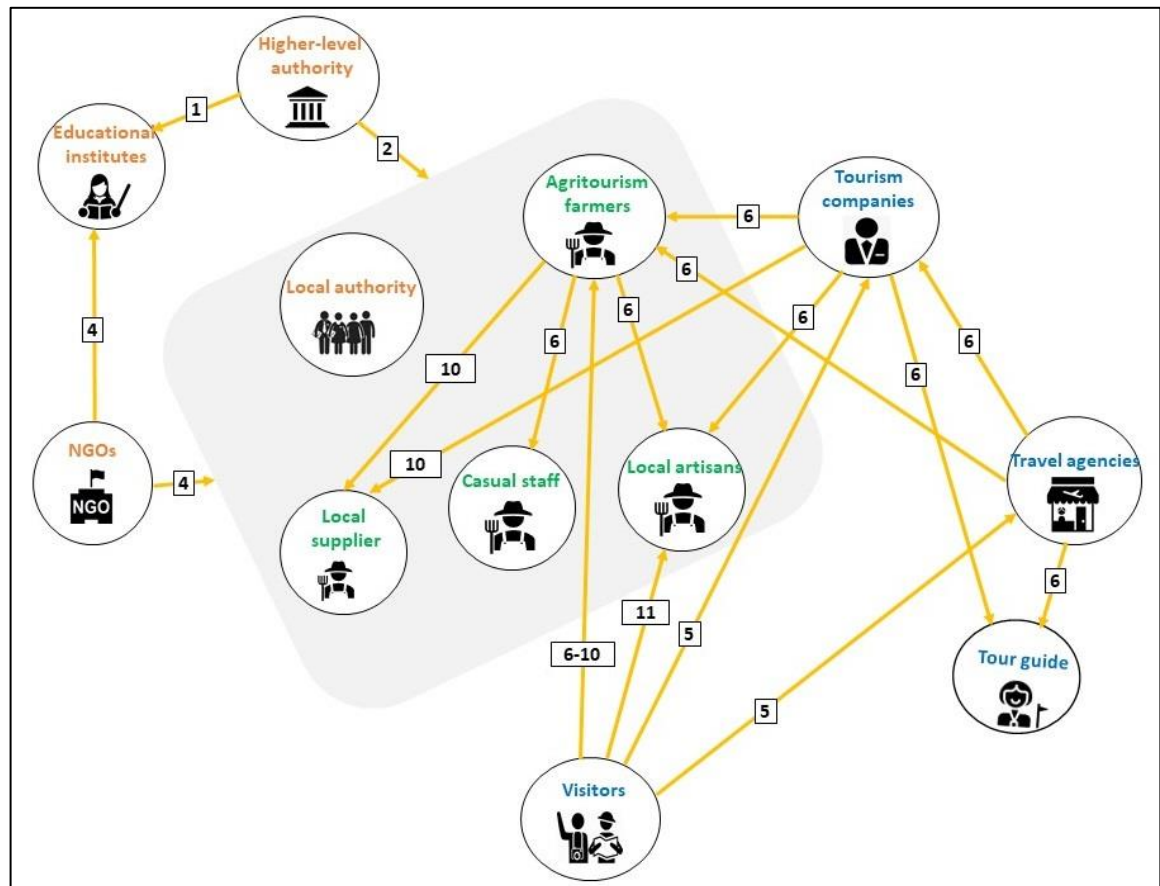 Higher-level
authority
1
2
Educational
institutes
Agritourism
farmers
Tourism
companies
6
6
Local authority
6
6
6
4
10
6
6
6
NGOs
NGO
4
10
Casual staff
Local artisans
Travel agencies
Local
supplier
6
11
5
6-10
Tour guide
5
Visitors